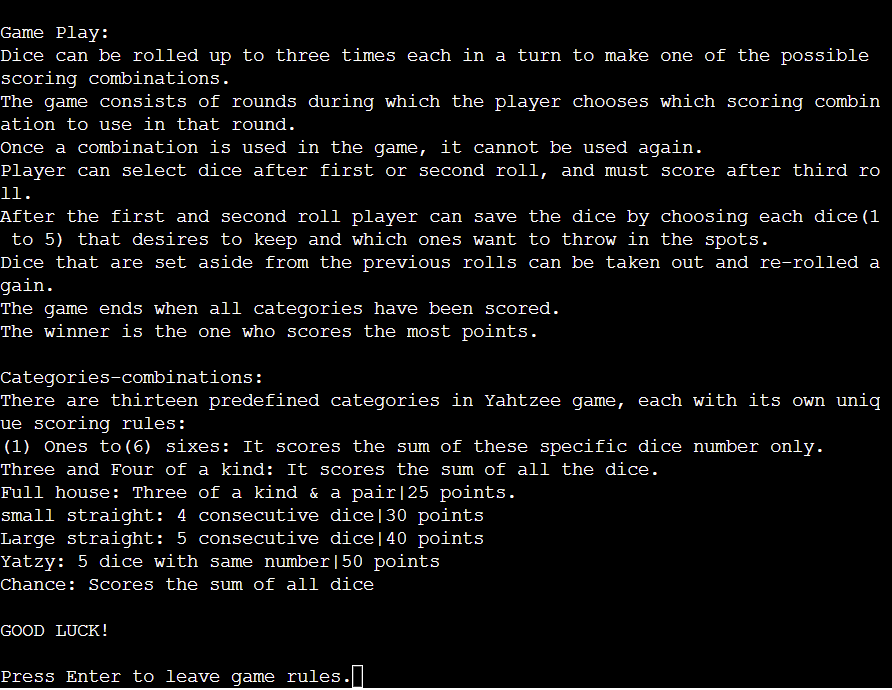 Game Play:
Dice can be rolled up to three times each in a turn to make one of the possible
scoring combinations.
The game consists of rounds during which the player chooses which scoring combin
ation to use in that round.
Once a combination is used in the game, it cannot be used again.
Player can select dice after first or second roll, and must score after third ro
ll.
After the first and second roll player can save the dice by choosing each dice(1
 to 5) that desires to keep and which ones want to throw in the spots.
Dice that are set aside from the previous rolls can be taken out and re-rolled a
gain.
The game ends when all categories have been scored.
The winner is the one who scores the most points.

Categories-combinations:
There are thirteen predefined categories in Yahtzee game, each with its own uniq
ue scoring rules:
(1) Ones to(6) sixes: It scores the sum of these specific dice number only.
Three and Four of a kind: It scores the sum of all the dice.
Full house: Three of a kind & a pair|25 points.
small straight: 4 consecutive dice|30 points
Large straight: 5 consecutive dice|40 points
Yatzy: 5 dice with same number|50 points
Chance: Scores the sum of all dice

GOOD LUCK!

Press Enter to leave game rules.